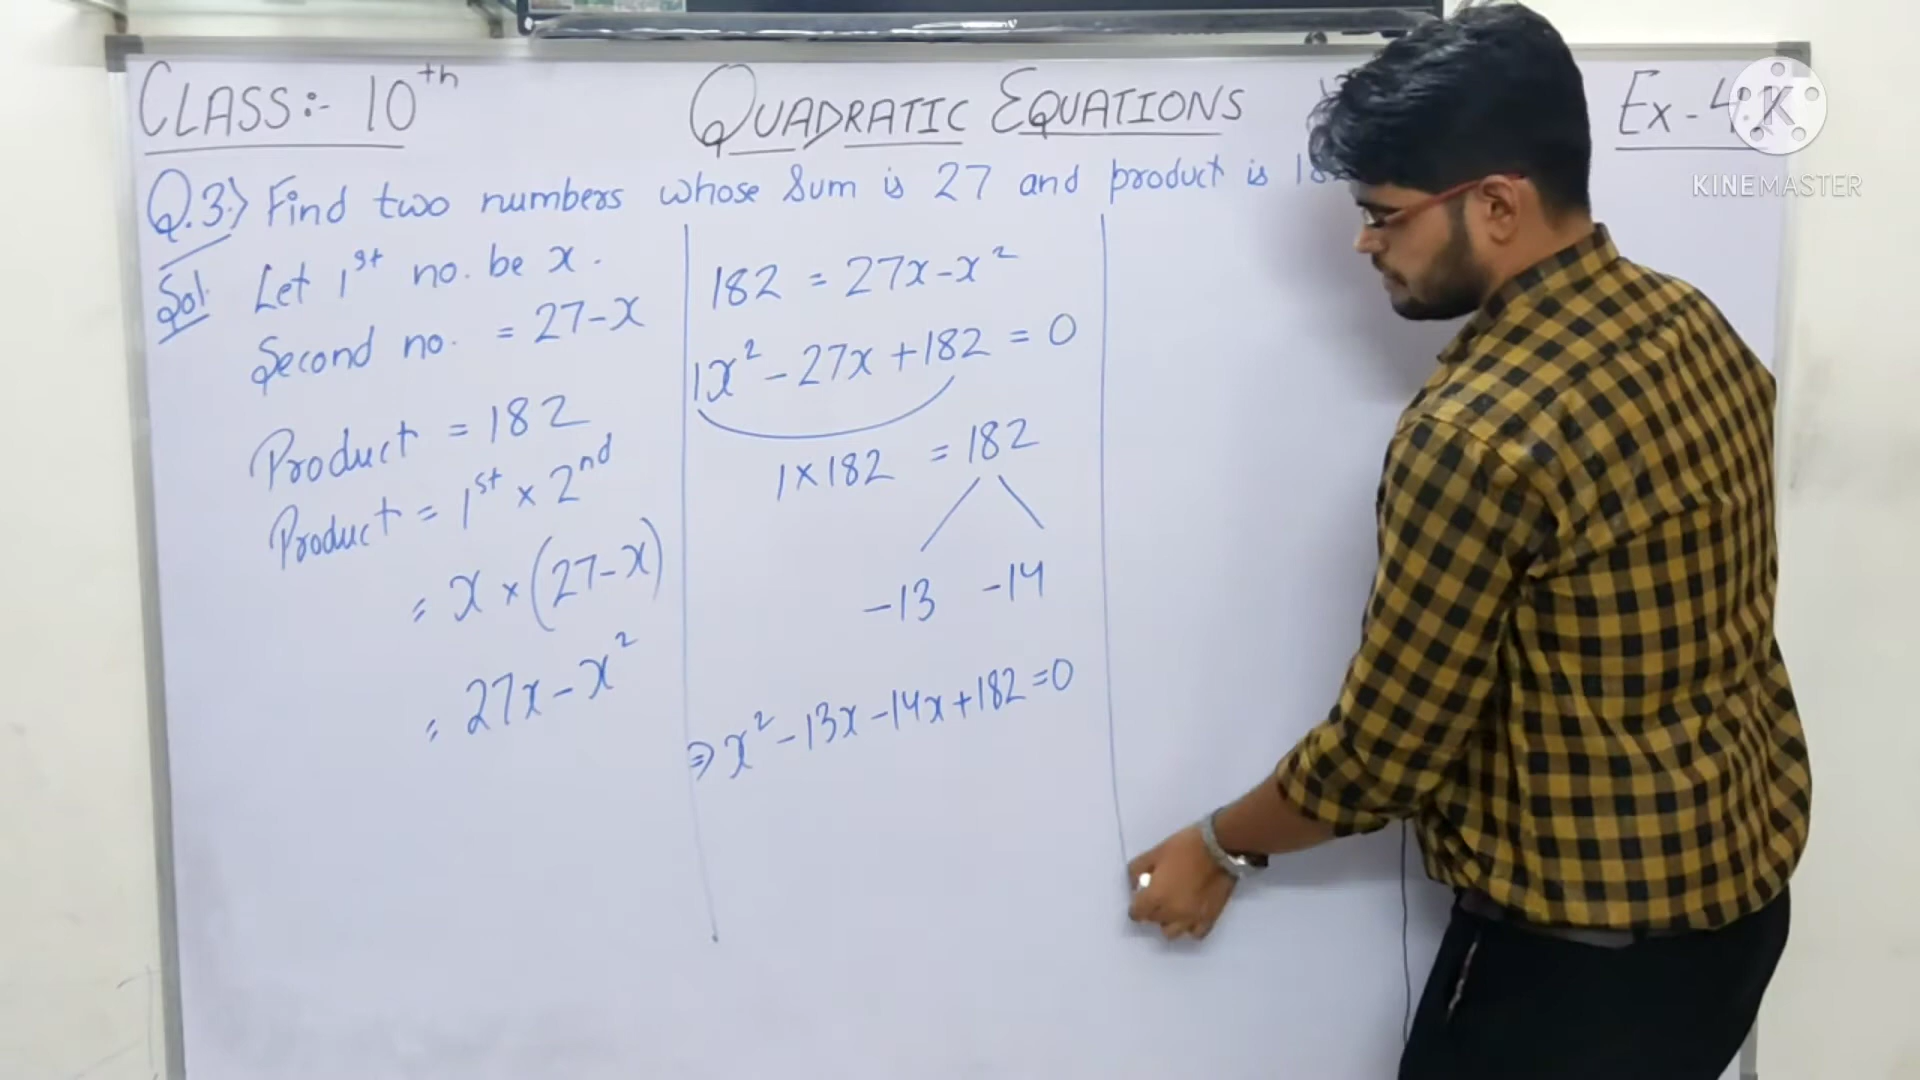 CLASS:- 10th
QUADRATIC EQUATIONS
Ex-4.
KINEMASTER
Q.3.) Find two numbers whose sum is 27 and product is 18
Sol. Let 1st no. be x.
Second no. = 27-x
Product = 182
Product = 1st × 2nd
= x × (27-x)
= 27x - x²
182 = 27x - x²
1x² - 27x + 182 = 0
1×182 = 182
-13 -14
⇒ x² - 13x - 14x + 182 = 0